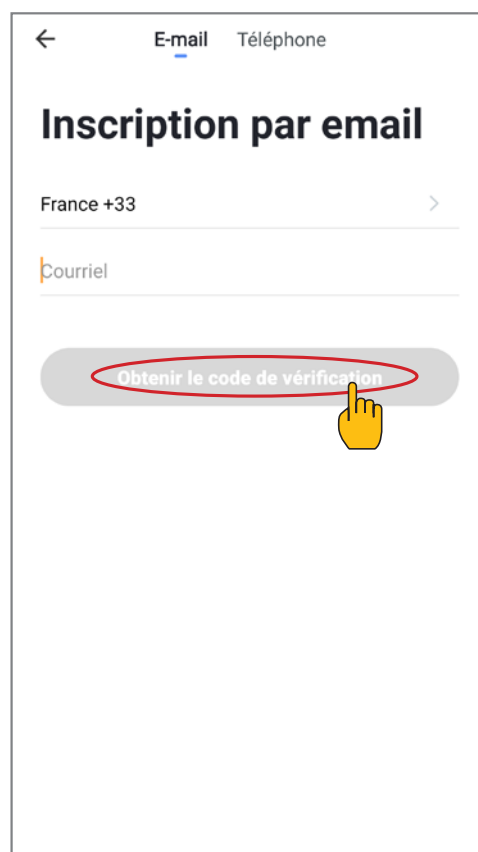 E-mail Téléphone
Inscription par email
France +33
Courriel
Obtenir le code de vérification